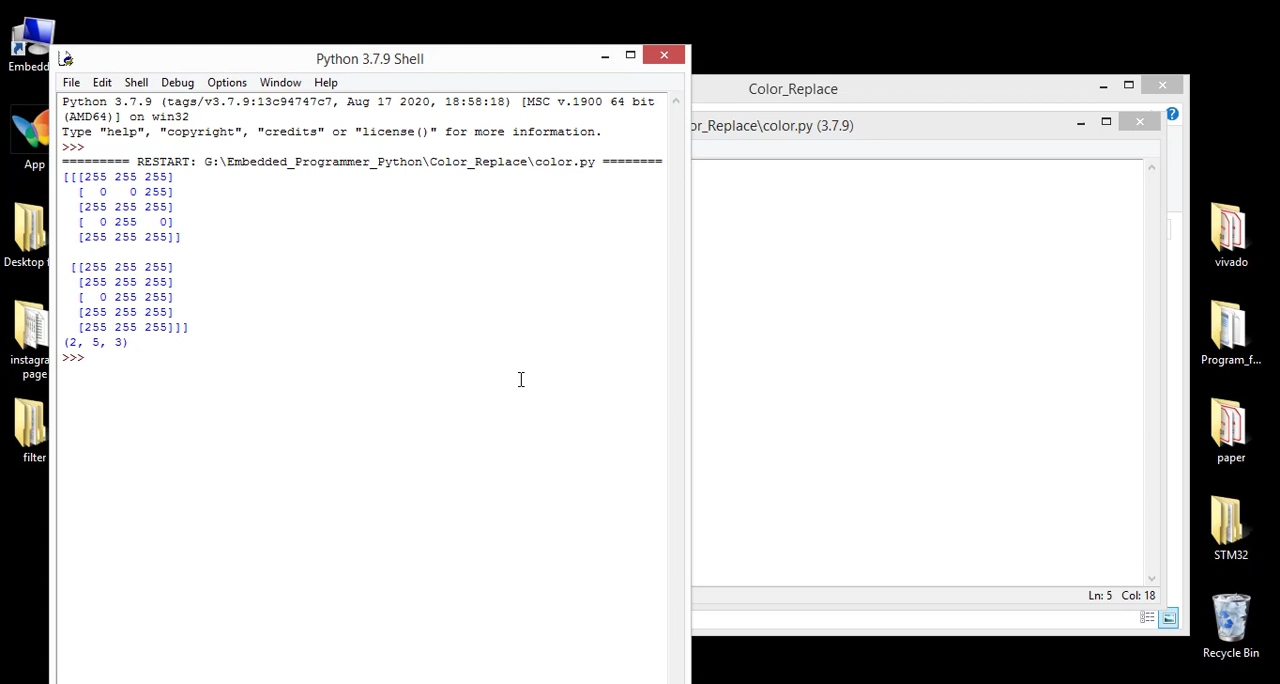 Embedd
App
Desktop f
instagra
page
filter
Python 3.7.9 Shell
File Edit Shell Debug Options Window Help
Python 3.7.9 (tags/v3.7.9:13c94747c7, Aug 17 2020, 18:58:18) [MSC v.1900 64 bit
(AMD64)] on win32
Type "help", "copyright", "credits" or "license()" for more information.
>>>
========= RESTART: G:\Embedded_Programmer_Python\Color_Replace\color.py ========
[[[255 255 255]
[  0   0 255]
[255 255 255]
[  0 255   0]
[255 255 255]]
[[255 255 255]
[255 255 255]
[  0 255 255]
[255 255 255]
[255 255 255]]]
(2, 5, 3)
>>>
Color_Replace
or_Replace\color.py (3.7.9)
Ln: 5 Col: 18
vivado
Program_f...
paper
STM32
Recycle Bin